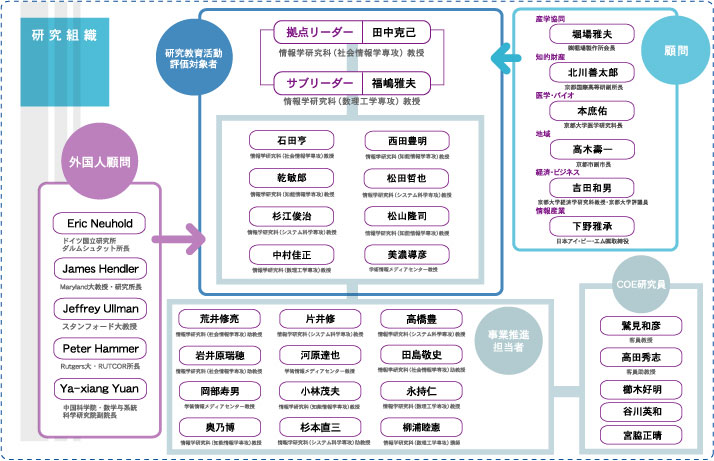 研究組織
研究教育活動
評価対象者
拠点リーダー 田中克己
情報学研究科(社会情報学専攻) 教授
サブリーダー 福嶋雅夫
情報学研究科(数理工学専攻) 教授
石田亨
情報学研究科(社会情報学専攻)教授
西田豊明
情報学研究科(知能情報学専攻)教授
乾敏郎
情報学研究科(知能情報学専攻)教授
松田哲也
情報学研究科(システム科学専攻)教授
杉江俊治
情報学研究科(システム科学専攻)教授
松山隆司
情報学研究科(知能情報学専攻)教授
中村佳正
情報学研究科(数理工学専攻)教授
美濃導彦
学術情報メディアセンター教授
顧問
産学協同
堀場雅夫
㈱堀場製作所会長
知的財産
北川善太郎
京都国際高等研副所長
医学・バイオ
本庶佑
京都大学医学研究科長
地域
高木壽一
京都市副市長
経済・ビジネス
吉田和男
京都大学経済学研究科教授・京都大学評議員
情報産業
下野雅承
日本アイ・ビー・エム㈱取締役
外国人顧問
Eric Neuhold
ドイツ国立研究所
ダルムシュタット所長
James Hendler
Maryland大教授・研究所長
Jeffrey Ullman
スタンフォード大教授
Peter Hammer
Rutgers大・RUTCOR所長
Ya-xiang Yuan
中国科学院・数学与系統
科学研究院副院長
事業推進
担当者
荒井修亮
情報学研究科(社会情報学専攻)助教授
片井修
情報学研究科(システム科学専攻)教授
高橋豊
情報学研究科(システム科学専攻)教授
岩井原瑞穂
情報学研究科(社会情報学専攻)助教授
河原達也
学術情報メディアセンター教授
田島敬史
情報学研究科(社会情報学専攻)助教授
岡部寿男
学術情報メディアセンター教授
小林茂夫
情報学研究科(知能情報学専攻)教授
永持仁
情報学研究科(数理工学専攻)教授
奥乃博
情報学研究科(知能情報学専攻)教授
杉本直三
情報学研究科(システム科学専攻)助教授
柳浦睦憲
情報学研究科(数理工学専攻)講師
COE研究員
鷲見和彦
客員教授
高田秀志
客員助教授
櫛木好明
谷川英和
宮脇正晴